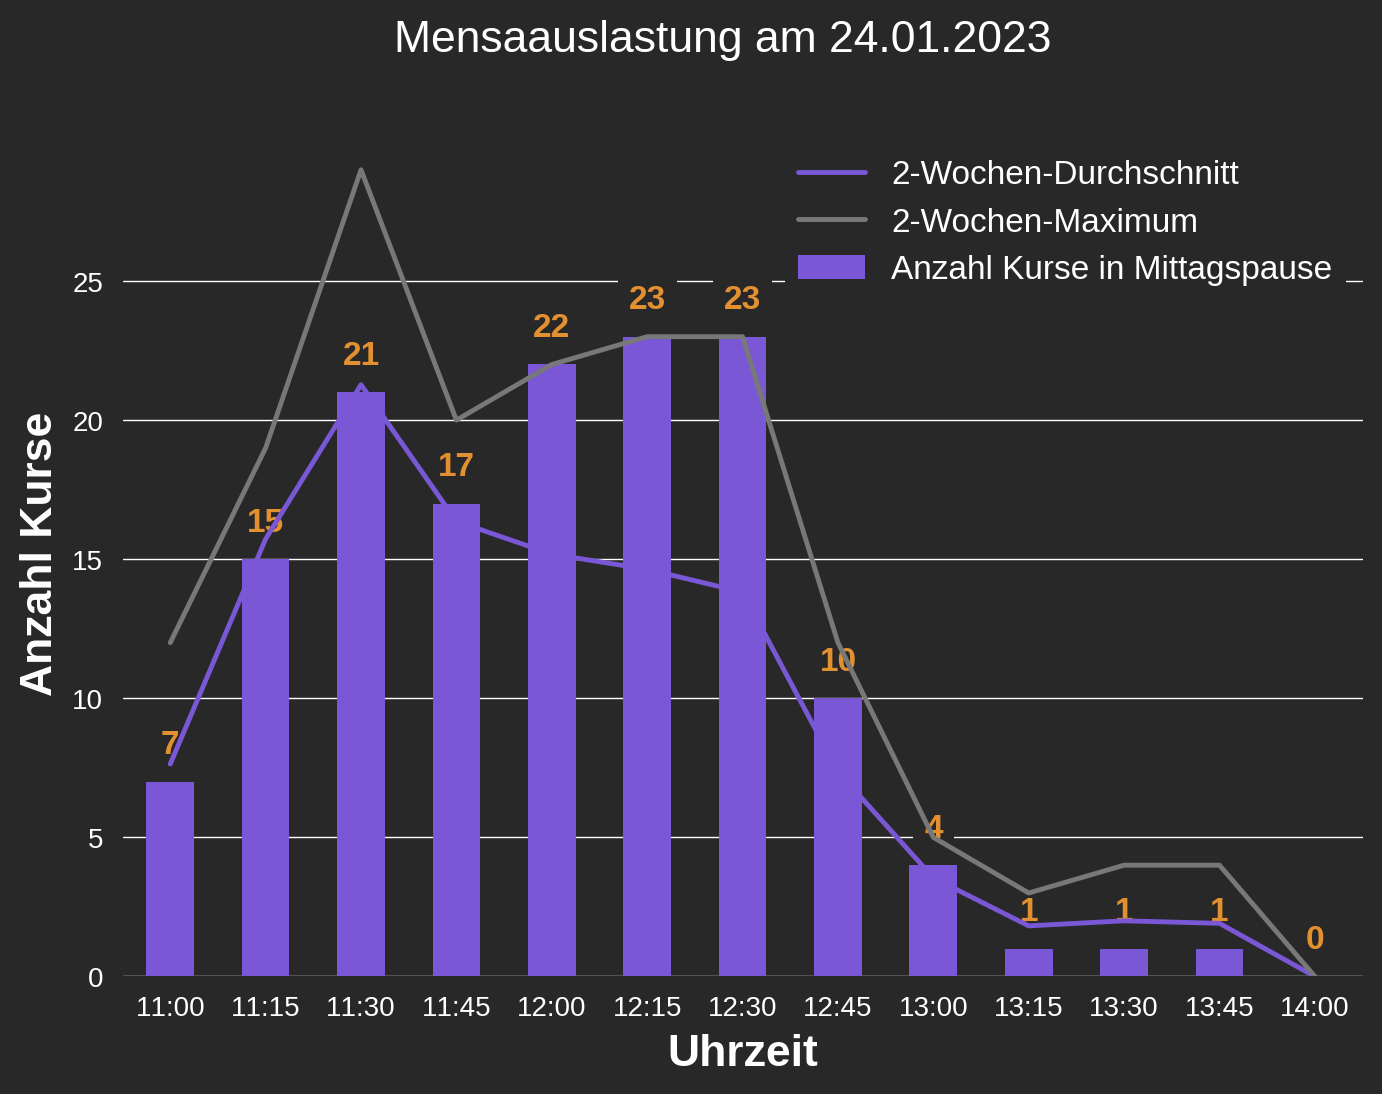 Mensaauslastung am 24.01.2023
2-Wochen-Durchschnitt
2-Wochen-Maximum
Anzahl Kurse in Mittagspause
Anzahl Kurse
25
20
15
10
5
0
7
15
21
17
22
23
23
10
4
1
1
1
0
11:00 11:15 11:30 11:45 12:00 12:15 12:30 12:45 13:00 13:15 13:30 13:45 14:00
Uhrzeit